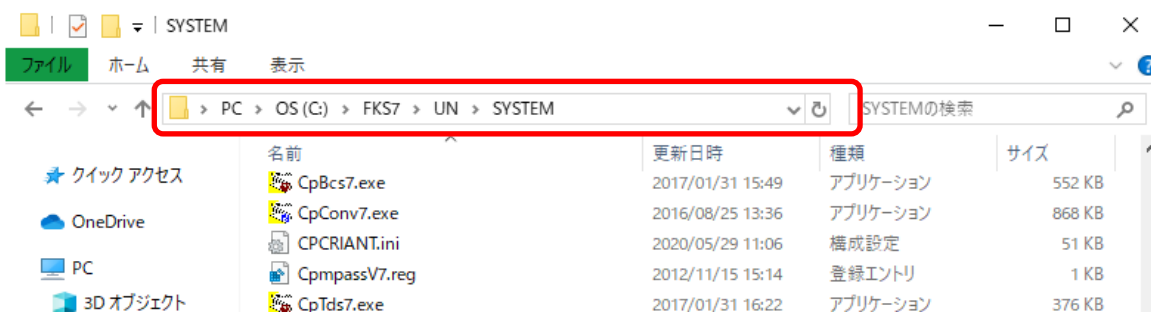 SYSTEM
ファイル ホーム 共有 表示
PC > OS (C:) > FKS7 > UN > SYSTEM SYSTEMの検索
名前 更新日時 種類 サイズ
クイック アクセス
CpBcs7.exe 2017/01/31 15:49 アプリケーション 552 KB
CpConv7.exe 2016/08/25 13:36 アプリケーション 868 KB
OneDrive
CPCRIANT.ini 2020/05/29 11:06 構成設定 51 KB
PC
CpmpassV7.reg 2012/11/15 15:14 登録エントリ 1 KB
3D オブジェクト
CpTds7.exe 2017/01/31 16:22 アプリケーション 376 KB